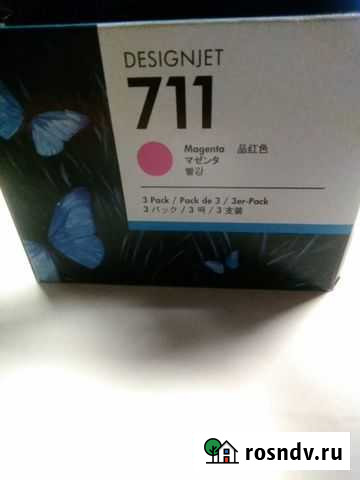 DESIGNJET
711
Magenta 品红色
マゼンタ
빨강
3 Pack / Pack de 3 / 3er-Pack
3 パック / 3 팩 / 3 支装
rosndv.ru